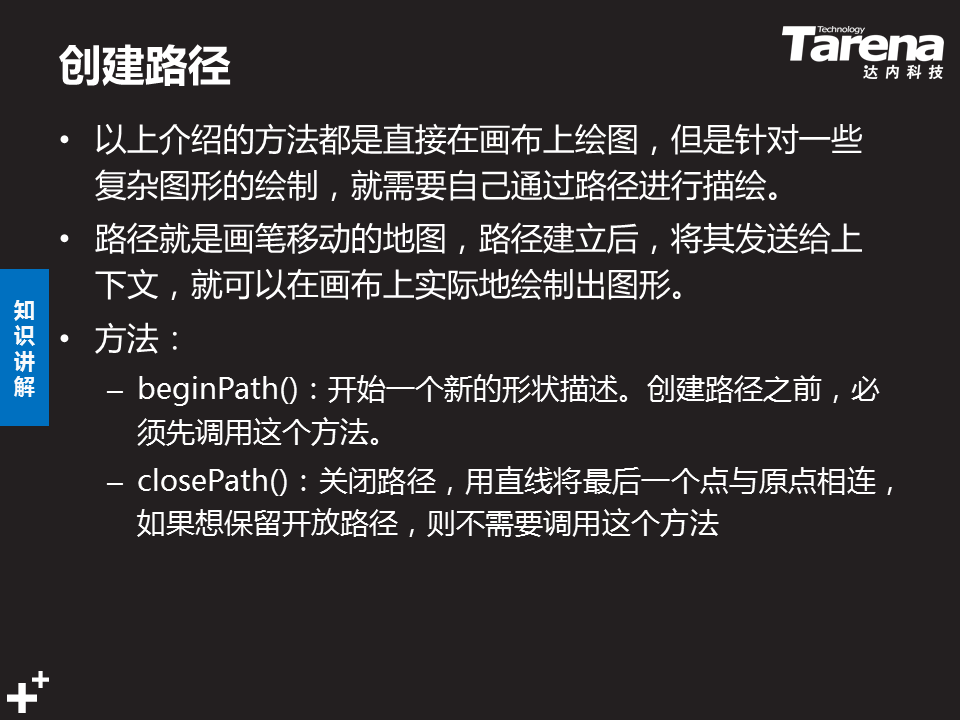 创建路径
Technology
Tarena
达内科技
• 以上介绍的方法都是直接在画布上绘图，但是针对一些
复杂图形的绘制，就需要自己通过路径进行描绘。
• 路径就是画笔移动的地图，路径建立后，将其发送给上
下文，就可以在画布上实际地绘制出图形。
• 方法：
– beginPath()：开始一个新的形状描述。创建路径之前，必
须先调用这个方法。
– closePath()：关闭路径，用直线将最后一个点与原点相连，
如果想保留开放路径，则不需要调用这个方法
知
识
讲
解